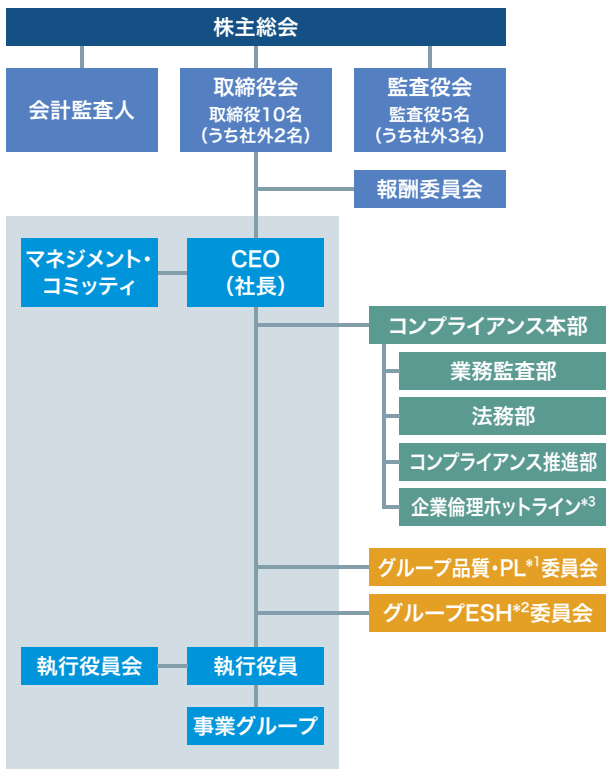 株主総会
会計監査人
取締役会
取締役10名
(うち社外2名)
監査役会
監査役5名
(うち社外3名)
報酬委員会
マネジメント・
コミッティ
CEO
(社長)
コンプライアンス本部
業務監査部
法務部
コンプライアンス推進部
企業倫理ホットライン*3
グループ品質・PL*1委員会
グループESH*2委員会
執行役員会
執行役員
事業グループ